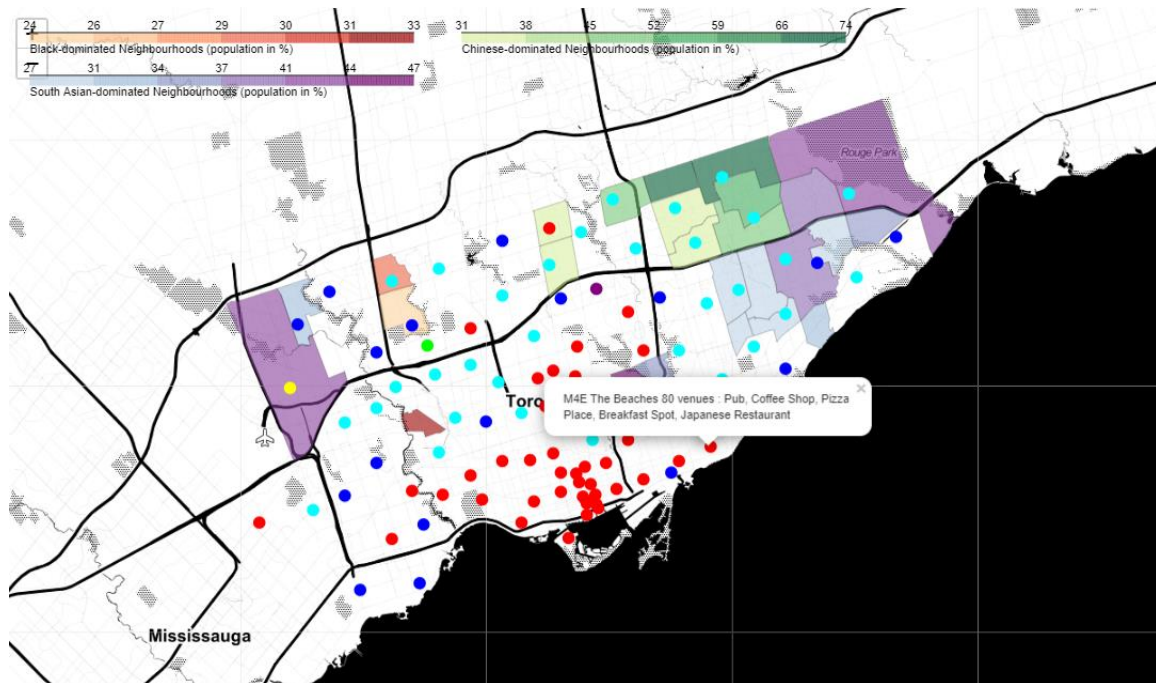 24 26 27 29 30 31 33
Black-dominated Neighbourhoods (population in %)
31 38 45 52 59 66 74
Chinese-dominated Neighbourhoods (population in %)
27 31 34 37 41 44 47
South Asian-dominated Neighbourhoods (population in %)
Rouge Park
Toro
M4E The Beaches 80 venues : Pub, Coffee Shop, Pizza
Place, Breakfast Spot, Japanese Restaurant
×
Mississauga